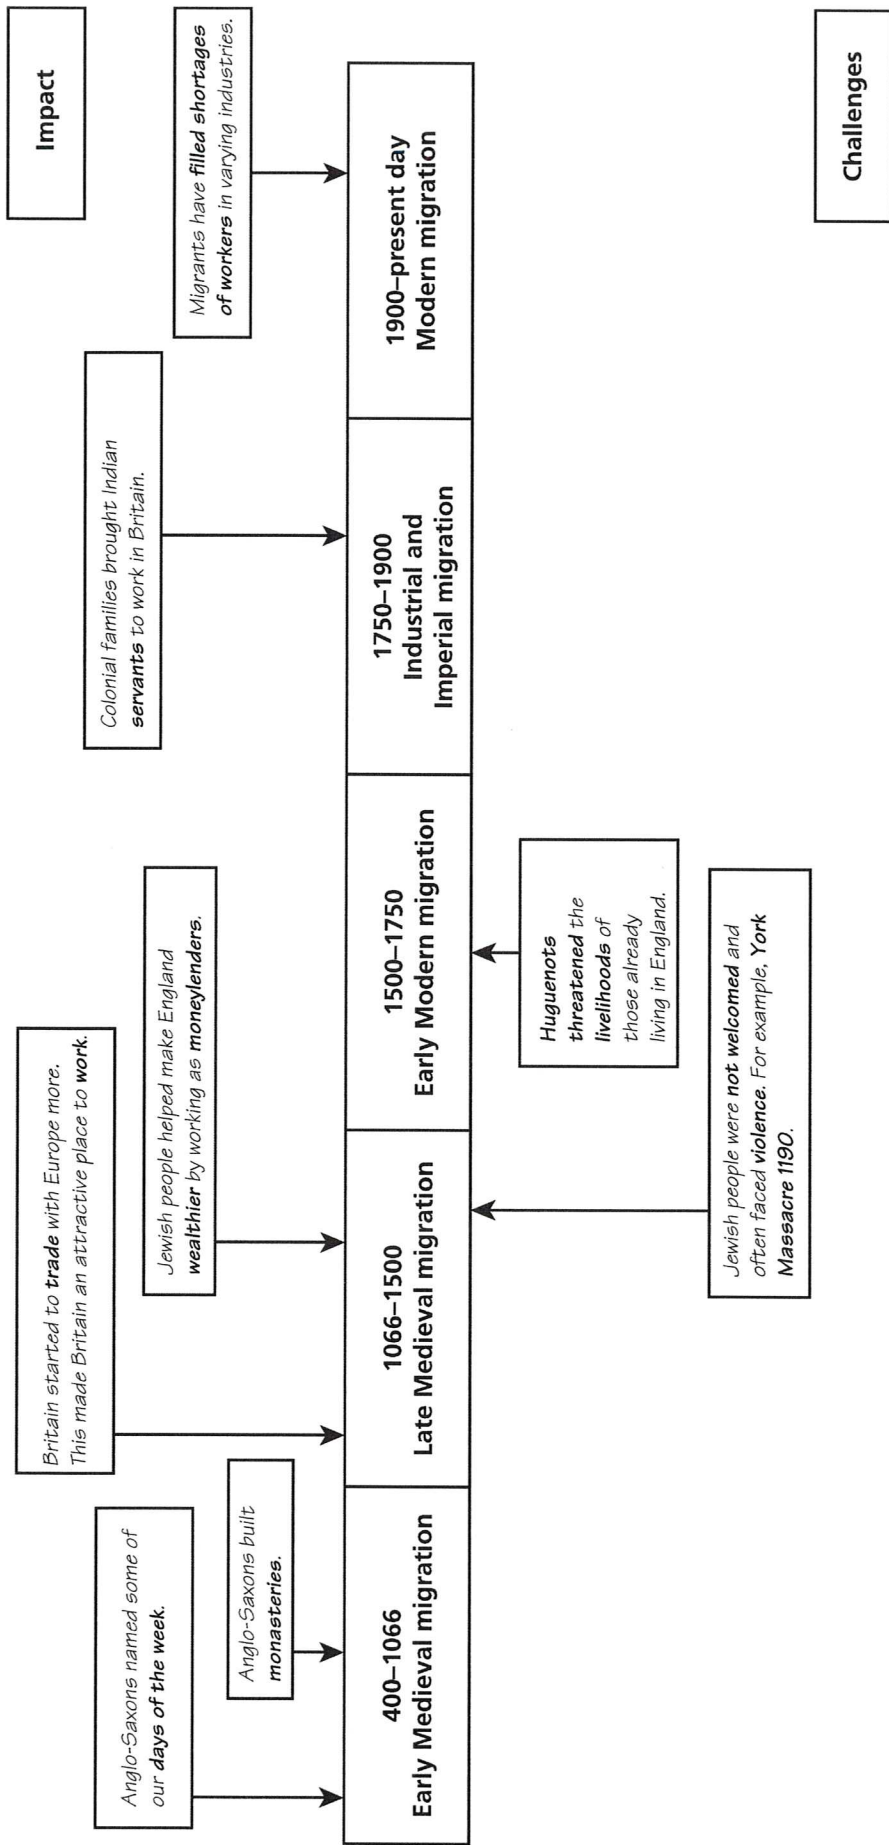 Impact
Anglo-Saxons named some of
our days of the week.
Anglo-Saxons built
monasteries.
Britain started to trade with Europe more.
This made Britain an attractive place to work.
Jewish people helped make England
wealthier by working as moneylenders.
Colonial families brought Indian
servants to work in Britain.
Migrants have filled shortages
of workers in varying industries.
400–1066
Early Medieval migration
1066–1500
Late Medieval migration
1500–1750
Early Modern migration
1750–1900
Industrial and
Imperial migration
1900–present day
Modern migration
Huguenots
threatened the
livelihoods of
those already
living in England.
Jewish people were not welcomed and
often faced violence. For example, York
Massacre 1190.
Challenges